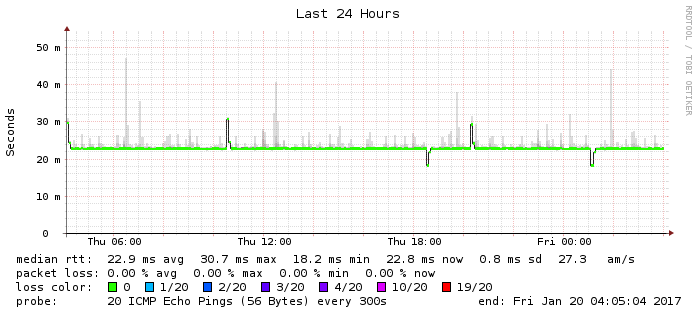 Last 24 Hours
RRDTOOL / TOBI OETIKER
Seconds
50 m
40 m
30 m
20 m
10 m
0
Thu 06:00 Thu 12:00 Thu 18:00 Fri 00:00
median rtt: 22.9 ms avg 30.7 ms max 18.2 ms min 22.8 ms now 0.8 ms sd 27.3 am/s
packet loss: 0.00 % avg 0.00 % max 0.00 % min 0.00 % now
loss color: 0 1/20 2/20 3/20 4/20 10/20 19/20
probe: 20 ICMP Echo Pings (56 Bytes) every 300s end: Fri Jan 20 04:05:04 2017